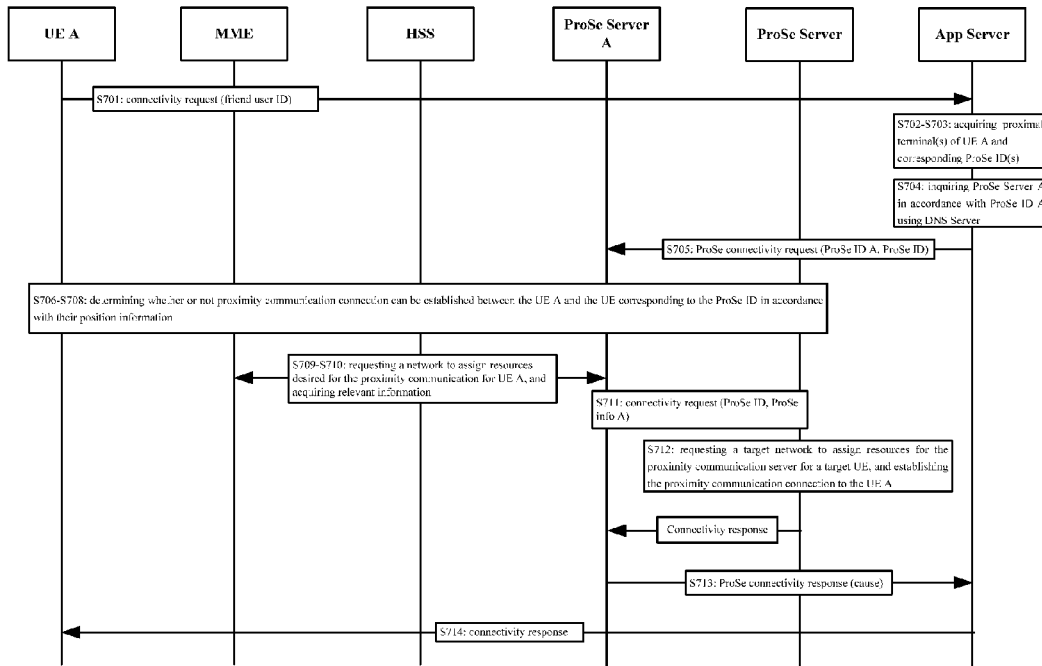 UE A
MME
HSS
ProSe Server
A
ProSe Server
App Server
S701: connectivity request (friend user ID)
S702-S703: acquiring proximal
terminal(s) of UE A and
corresponding ProSe ID(s)
S704: inquiring ProSe Server A
in accordance with ProSe ID A
using DNS Server
S705: ProSe connectivity request (ProSe ID A, ProSe ID)
S706-S708: determining whether or not proximity communication connection can be established between the UE A and the UE corresponding to the ProSe ID in accordance
with their position information
S709-S710: requesting a network to assign resources
desired for the proximity communication for UE A, and
acquiring relevant information
S711: connectivity request (ProSe ID, ProSe
info A)
S712: requesting a target network to assign resources for the
proximity communication server for a target UE, and establishing
the proximity communication connection to the UE A
Connectivity response
S713: ProSe connectivity response (cause)
S714: connectivity response